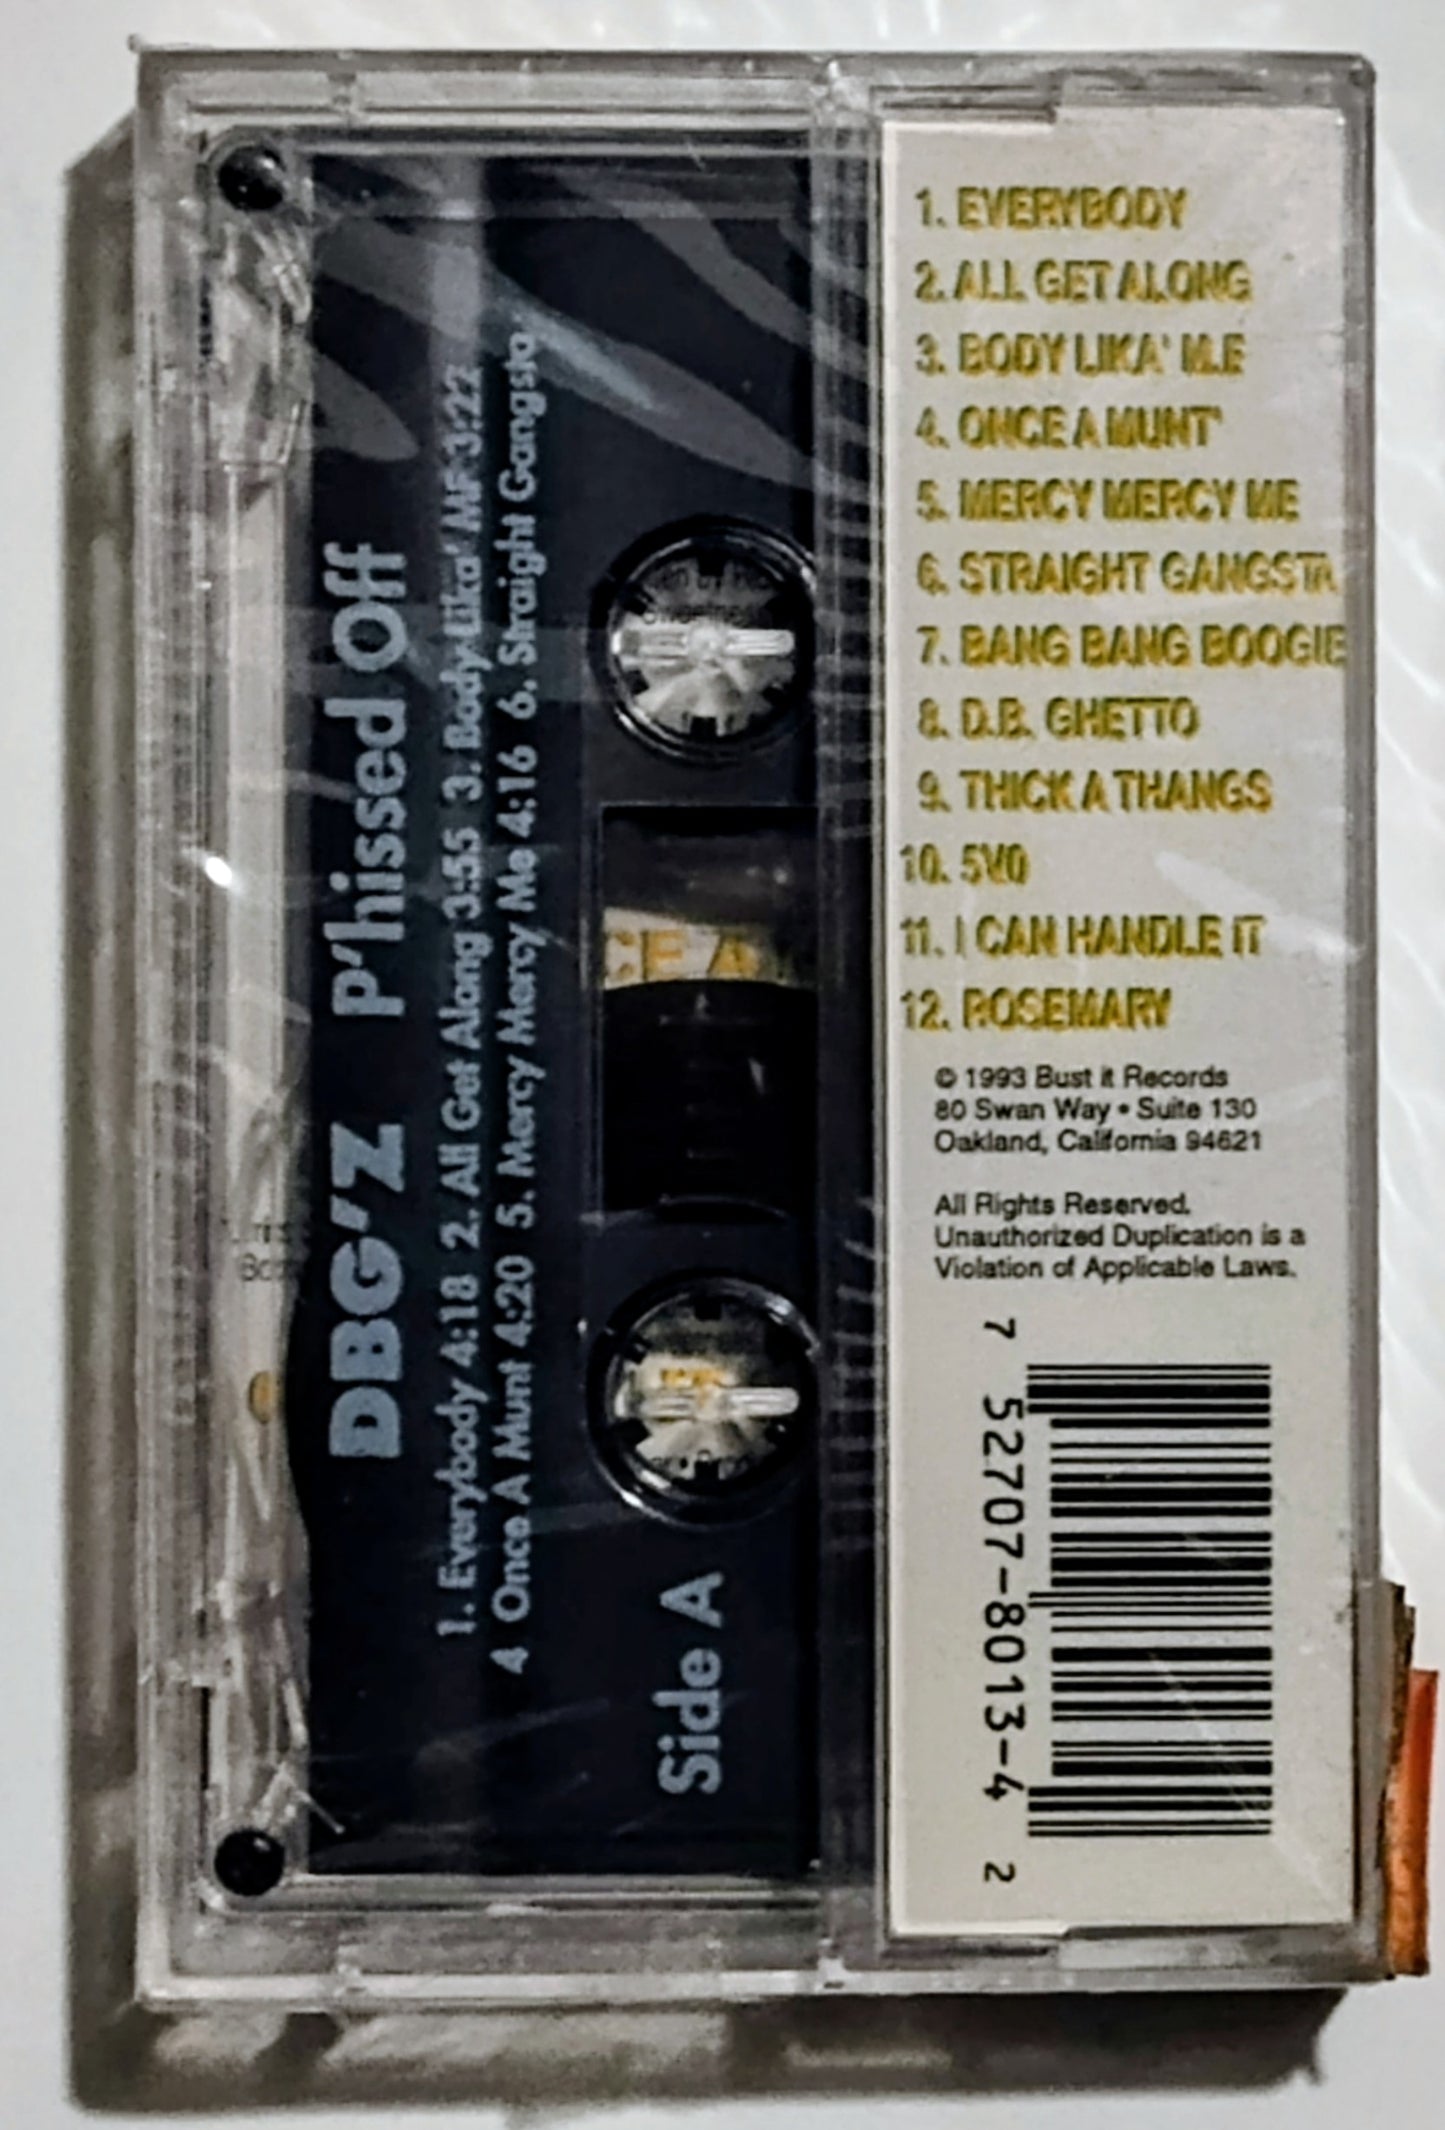 DBG'Z P'hissed Off
1. Everybody 4:18 2. All Get Along 3:55 3. Body Lika' MF 3:22
4 Once A Munt 4:20 5. Mercy Mercy Me 4:16 6. Straight Gangsta
Side A
CE A
1. EVERYBODY
2. ALL GET ALONG
3. BODY LIKA' M.F
4. ONCE A MUNT'
5. MERCY MERCY ME
6. STRAIGHT GANGSTA
7. BANG BANG BOOGIE
8. D.B. GHETTO
9. THICK A THANGS
10. 5V0
11. I CAN HANDLE IT
12. ROSEMARY
© 1993 Bust it Records
80 Swan Way • Suite 130
Oakland, California 94621
All Rights Reserved.
Unauthorized Duplication is a
Violation of Applicable Laws.
7 52707-8013-4 2